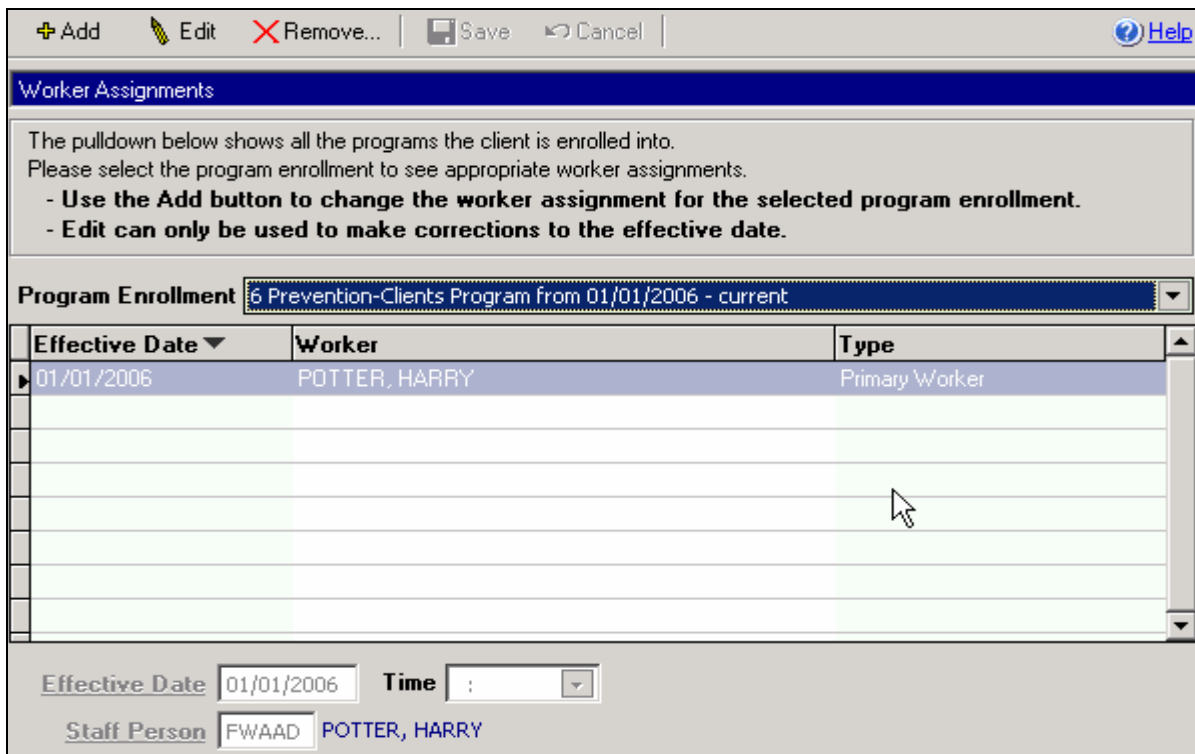 Add Edit Remove... Save Cancel Help
Worker Assignments
The pulldown below shows all the programs the client is enrolled into.
Please select the program enrollment to see appropriate worker assignments.
- Use the Add button to change the worker assignment for the selected program enrollment.
- Edit can only be used to make corrections to the effective date.
Program Enrollment 6 Prevention-Clients Program from 01/01/2006 - current
Effective Date Worker Type
01/01/2006 POTTER, HARRY Primary Worker
Effective Date 01/01/2006 Time :
Staff Person FWAAD POTTER, HARRY